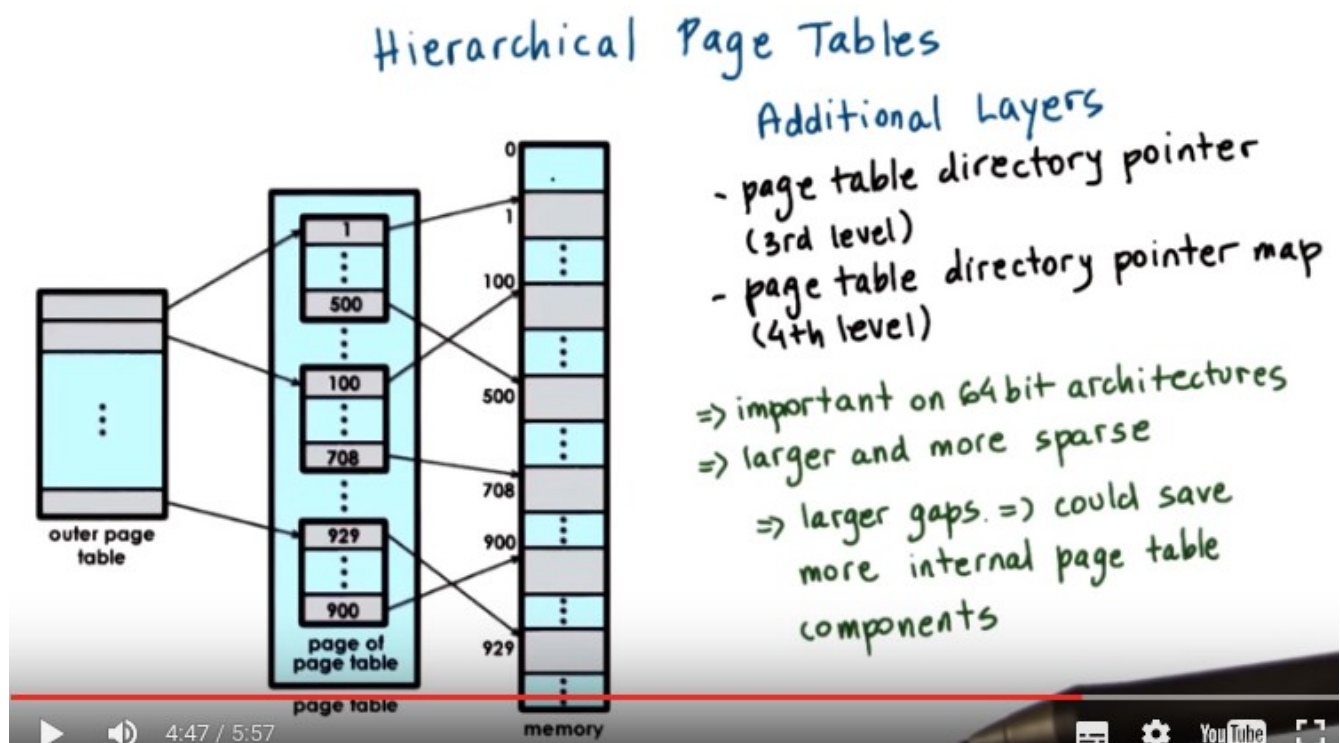 Hierarchical Page Tables
Additional Layers
- page table directory pointer
(3rd level)
- page table directory pointer map
(4th level)
=> important on 64 bit architectures
=> larger and more sparse
=> larger gaps. => could save
more internal page table
components
outer page
table
1
500
100
708
929
900
page of
page table
page table
0
1
100
500
708
900
929
memory
4:47 / 5:57
YouTube